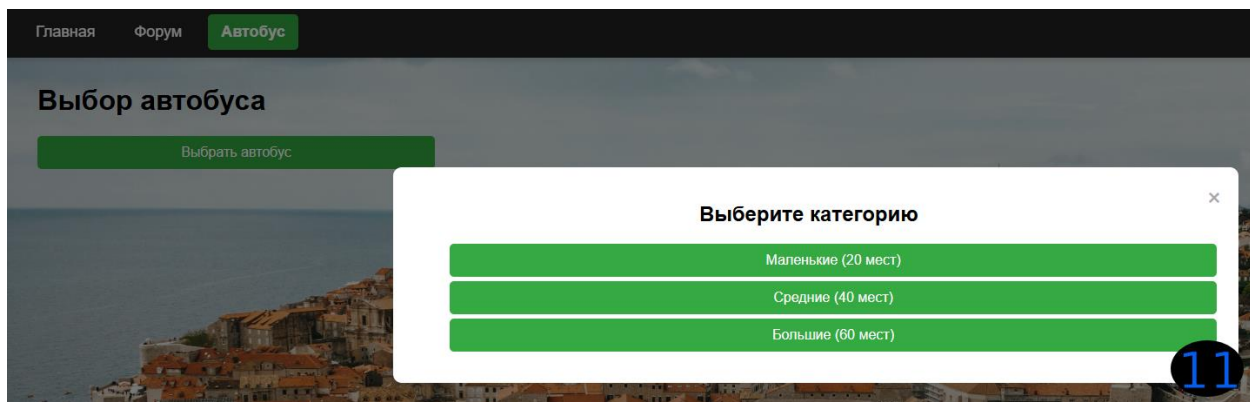 Главная Форум Автобус
Выбор автобуса
Выбрать автобус
×
Выберите категорию
Маленькие (20 мест)
Средние (40 мест)
Большие (60 мест)
11